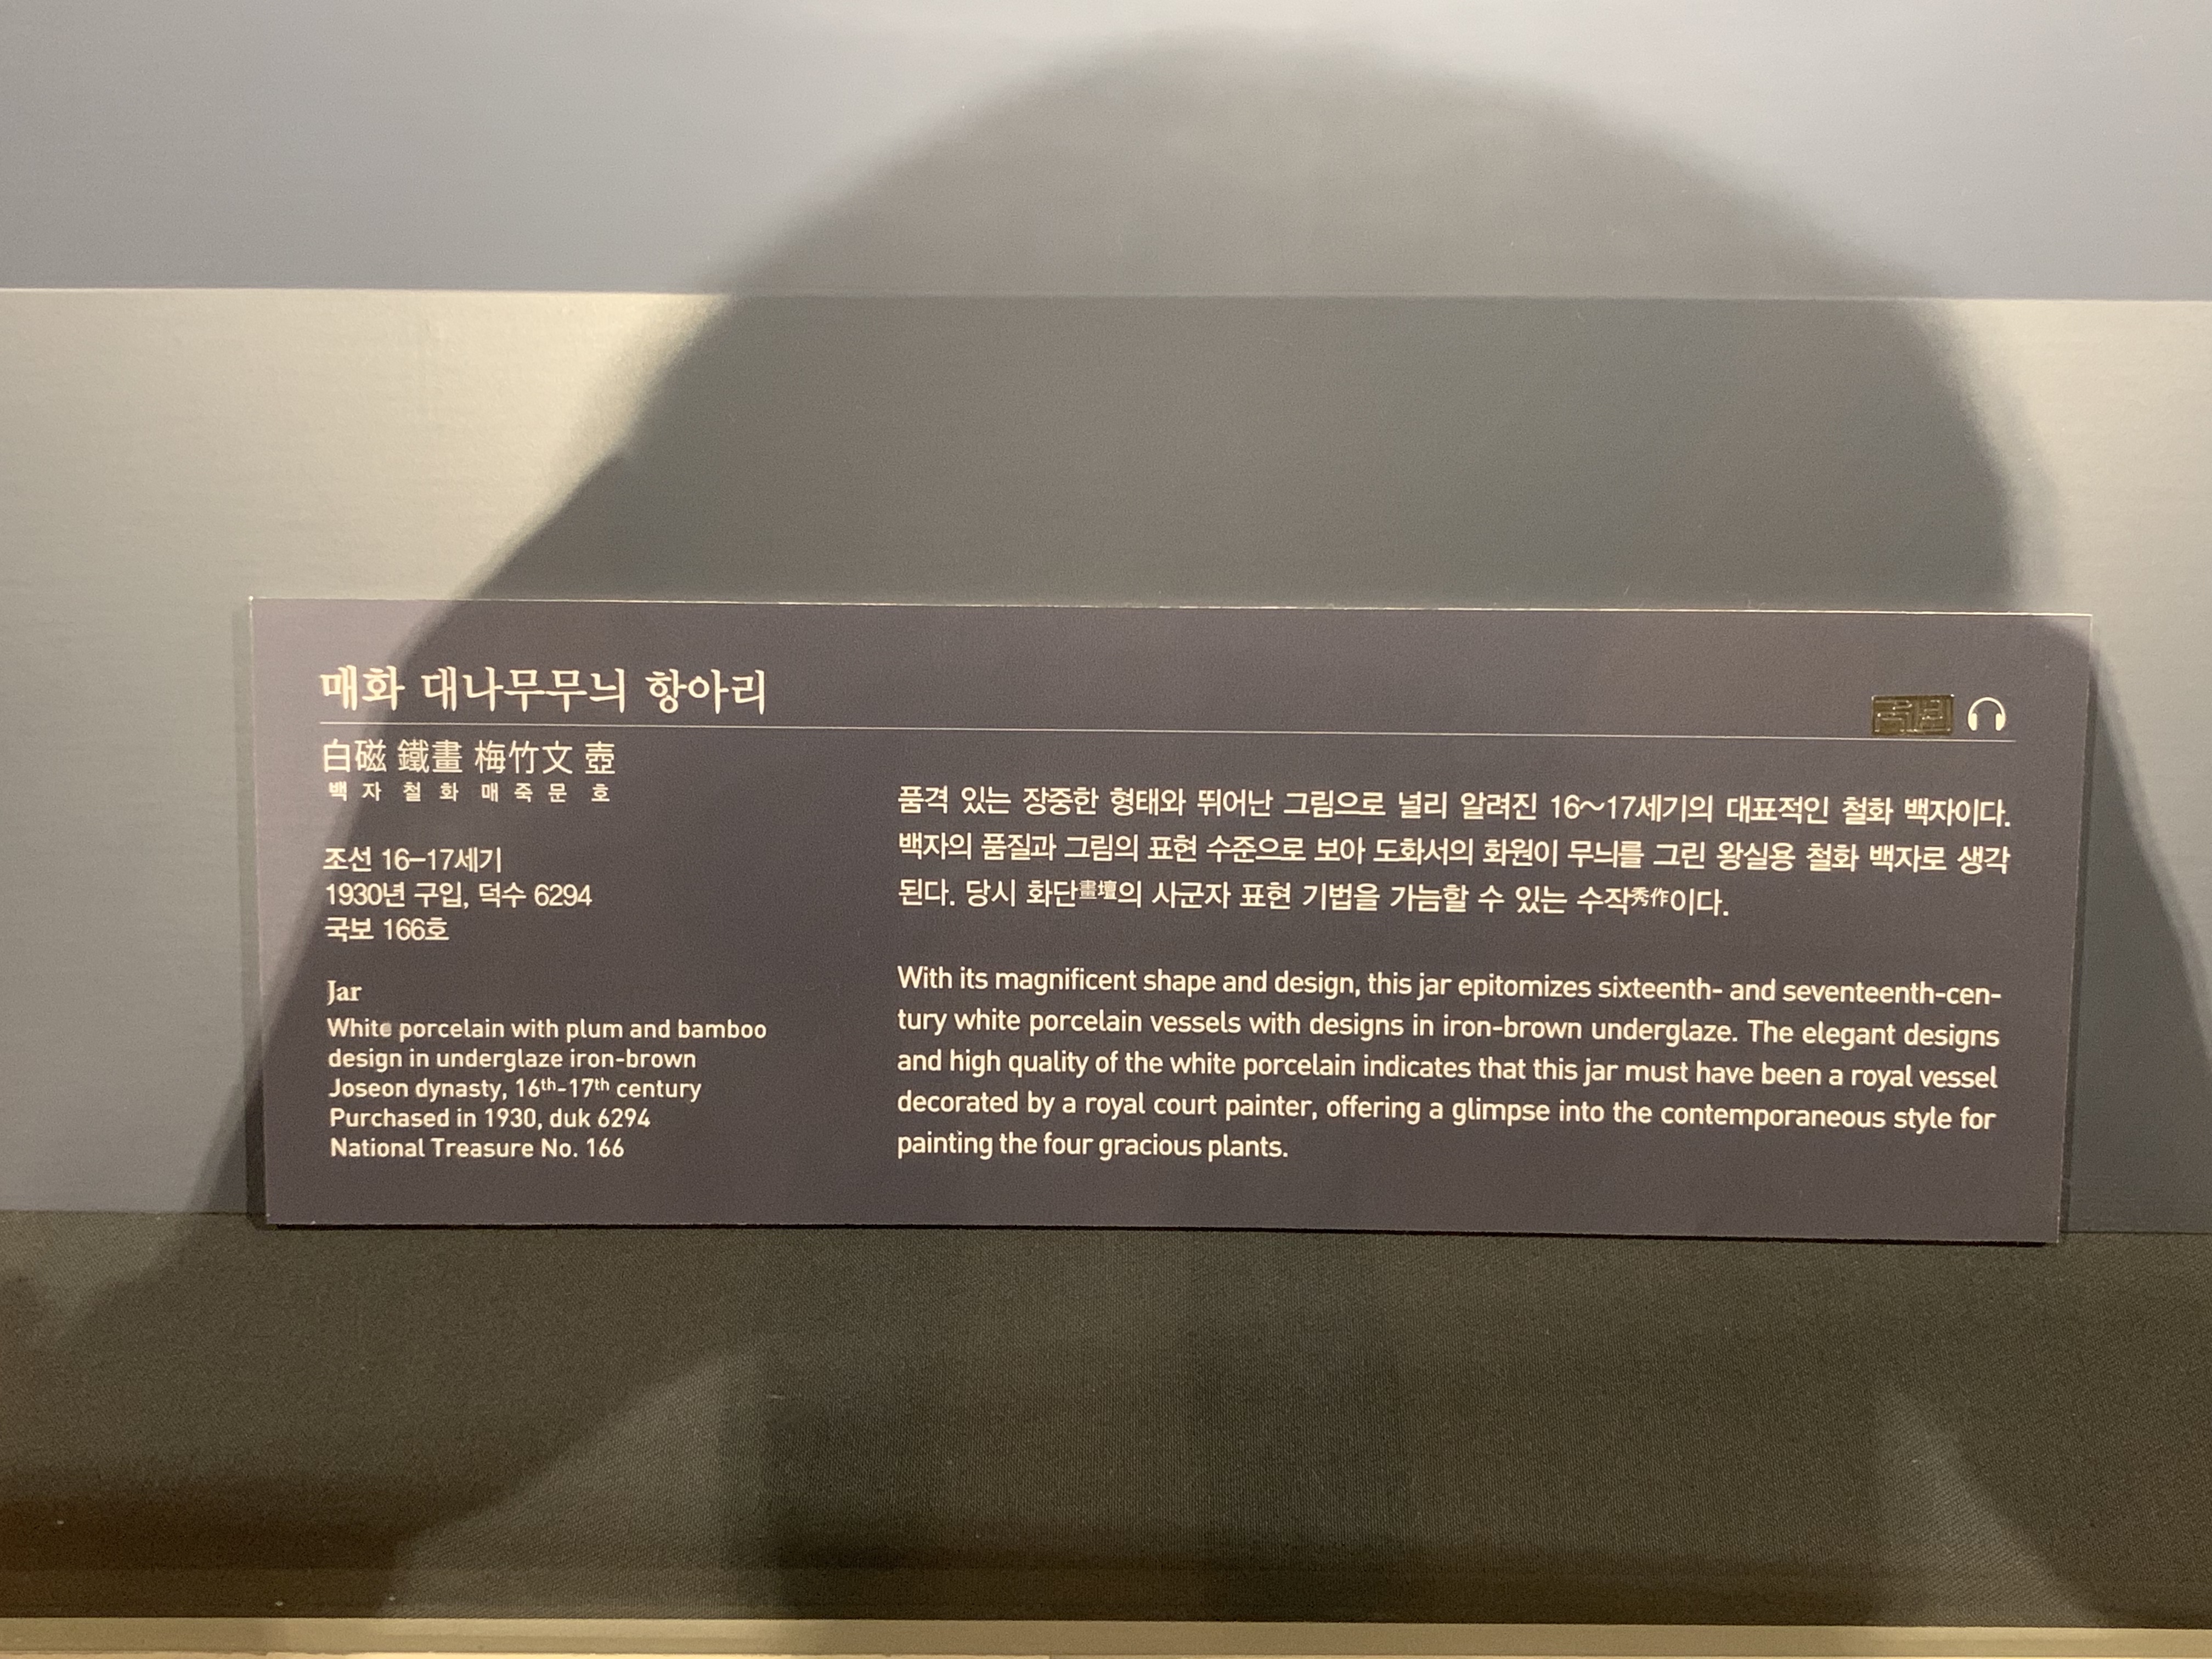 매화 대나무무늬 항아리
白磁 鐵畫 梅竹文 壺
백 자 철 화 매 죽 문 호
조선 16–17세기
1930년 구입, 덕수 6294
국보 166호
Jar
White porcelain with plum and bamboo
design in underglaze iron-brown
Joseon dynasty, 16th-17th century
Purchased in 1930, duk 6294
National Treasure No. 166
국보
품격 있는 장중한 형태와 뛰어난 그림으로 널리 알려진 16~17세기의 대표적인 철화 백자이다.
백자의 품질과 그림의 표현 수준으로 보아 도화서의 화원이 무늬를 그린 왕실용 철화 백자로 생각
된다. 당시 화단畫壇의 사군자 표현 기법을 가늠할 수 있는 수작秀作이다.
With its magnificent shape and design, this jar epitomizes sixteenth- and seventeenth-cen-
tury white porcelain vessels with designs in iron-brown underglaze. The elegant designs
and high quality of the white porcelain indicates that this jar must have been a royal vessel
decorated by a royal court painter, offering a glimpse into the contemporaneous style for
painting the four gracious plants.